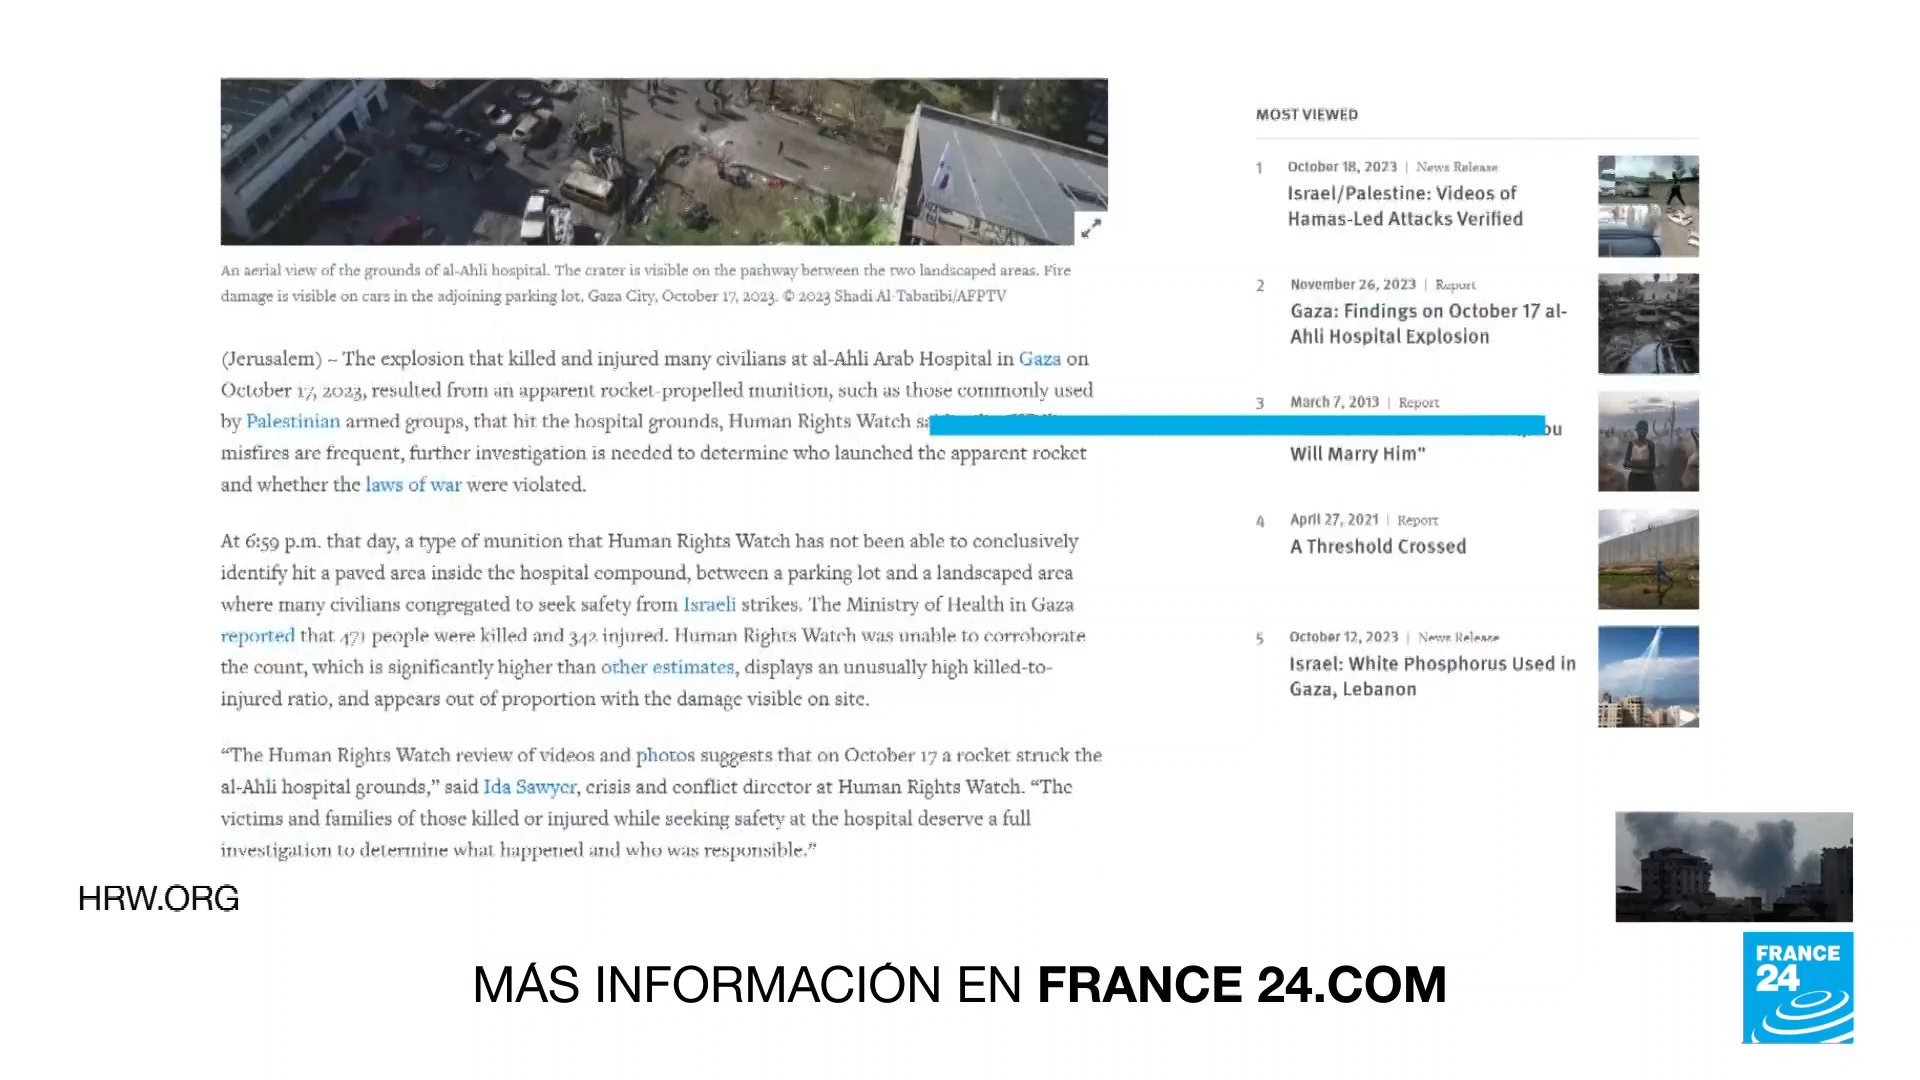 An aerial view of the grounds of al-Ahli hospital. The crater is visible on the pathway between the two landscaped areas. Fire
damage is visible on cars in the adjoining parking lot, Gaza City, October 17, 2023. © 2023 Shadi Al-Tabatibi/AFPTV
(Jerusalem) – The explosion that killed and injured many civilians at al-Ahli Arab Hospital in Gaza on
October 17, 2023, resulted from an apparent rocket-propelled munition, such as those commonly used
by Palestinian armed groups, that hit the hospital grounds, Human Rights Watch
misfires are frequent, further investigation is needed to determine who launched the apparent rocket
and whether the laws of war were violated.
At 6:59 p.m. that day, a type of munition that Human Rights Watch has not been able to conclusively
identify hit a paved area inside the hospital compound, between a parking lot and a landscaped area
where many civilians congregated to seek safety from Israeli strikes. The Ministry of Health in Gaza
reported that 471 people were killed and 342 injured. Human Rights Watch was unable to corroborate
the count, which is significantly higher than other estimates, displays an unusually high killed-to-
injured ratio, and appears out of proportion with the damage visible on site.
“The Human Rights Watch review of videos and photos suggests that on October 17 a rocket struck the
al-Ahli hospital grounds,” said Ida Sawyer, crisis and conflict director at Human Rights Watch. “The
victims and families of those killed or injured while seeking safety at the hospital deserve a full
investigation to determine what happened and who was responsible.”
MOST VIEWED
1 October 18, 2023 | News Release
Israel/Palestine: Videos of
Hamas-Led Attacks Verified
2 November 26, 2023 | Report
Gaza: Findings on October 17 al-
Ahli Hospital Explosion
3 March 7, 2013 | Report
Will Marry Him"
4 April 27, 2021 | Report
A Threshold Crossed
5 October 12, 2023 | News Release
Israel: White Phosphorus Used in
Gaza, Lebanon
HRW.ORG
MÁS INFORMACIÓN EN FRANCE 24.COM
FRANCE
24